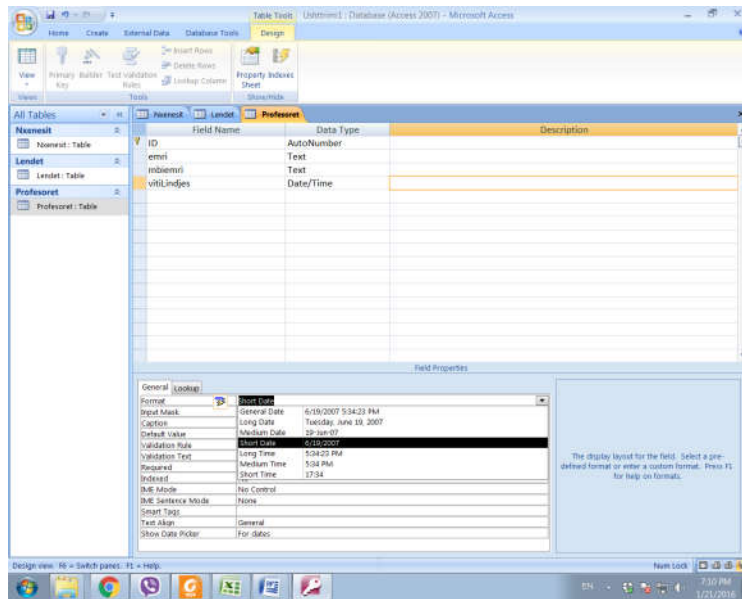 Table Tools
Ushtrimi1 : Database (Access 2007) - Microsoft Access
Home Create External Data Database Tools Design
View
Primary Key
Builder
Test Validation Rules
Insert Rows
Delete Rows
Lookup Column
Property Sheet
Indexes
Views
Tools
Show/Hide
All Tables
Nxenesit
Nxenesit : Table
Lendet
Lendet : Table
Profesoret
Profesoret : Table
Nxenesit Lendet Profesoret
Field Name Data Type Description
ID AutoNumber
emri Text
mbiemri Text
vitiLindjes Date/Time
Field Properties
General Lookup
Format Short Date
Input Mask General Date 6/19/2007 5:34:23 PM
Caption Long Date Tuesday, June 19, 2007
Default Value Medium Date 19-Jun-07
Validation Rule Short Date 6/19/2007
Validation Text Long Time 5:34:23 PM
Required Medium Time 5:34 PM
Indexed Short Time 17:34
IME Mode No Control
IME Sentence Mode None
Smart Tags
Text Align General
Show Date Picker For dates
The display layout for the field. Select a pre-
defined format or enter a custom format. Press F1
for help on formats.
Design view. F6 = Switch panes. F1 = Help.
Num Lock
EN
7:10 PM
1/21/2016